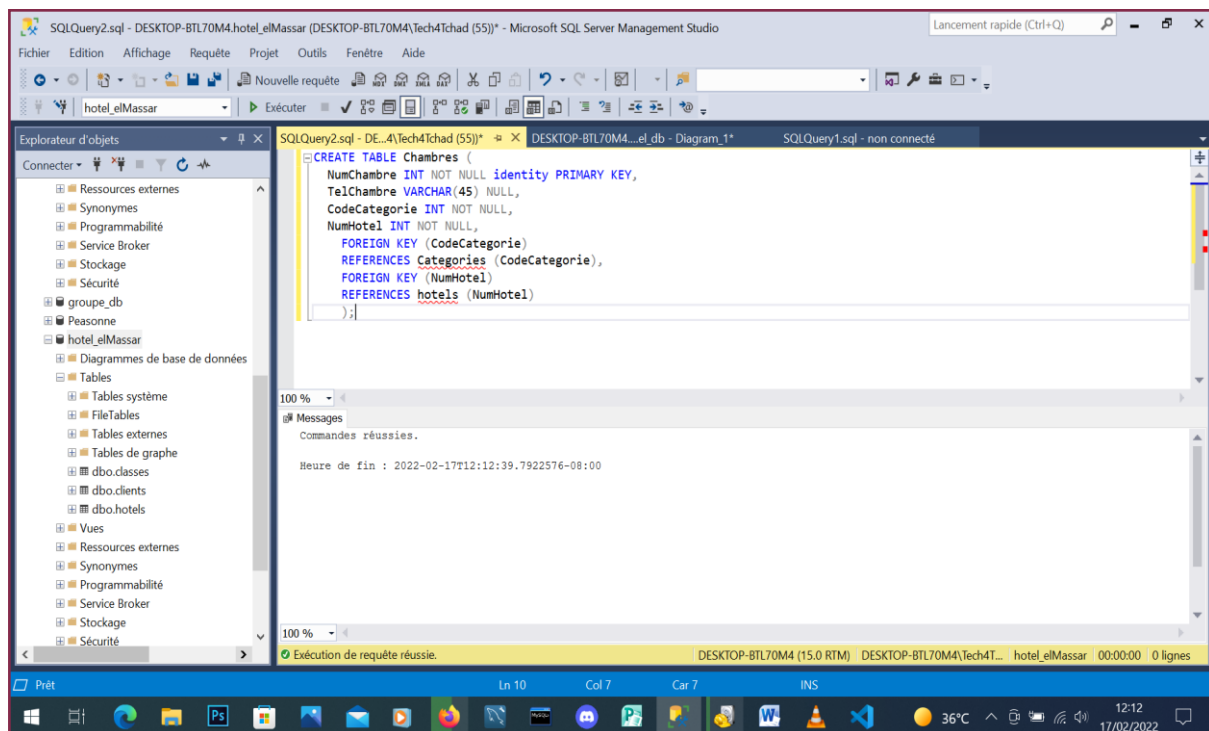 SQLQuery2.sql - DESKTOP-BTL70M4.hotel_elMassar (DESKTOP-BTL70M4\Tech4Tchad (55))* - Microsoft SQL Server Management Studio
Lancement rapide (Ctrl+Q)
Fichier Edition Affichage Requête Projet Outils Fenêtre Aide
Nouvelle requête
hotel_elMassar
Exécuter
Explorateur d'objets
Connecter
Ressources externes
Synonymes
Programmabilité
Service Broker
Stockage
Sécurité
groupe_db
Peasonne
hotel_elMassar
Diagrammes de base de données
Tables
Tables système
FileTables
Tables externes
Tables de graphe
dbo.classes
dbo.clients
dbo.hotels
Vues
Ressources externes
Synonymes
Programmabilité
Service Broker
Stockage
Sécurité
SQLQuery2.sql - DE...4\Tech4Tchad (55))* DESKTOP-BTL70M4....el_db - Diagram_1* SQLQuery1.sql - non connecté
CREATE TABLE Chambres (
NumChambre INT NOT NULL identity PRIMARY KEY,
TelChambre VARCHAR(45) NULL,
CodeCategorie INT NOT NULL,
NumHotel INT NOT NULL,
FOREIGN KEY (CodeCategorie)
REFERENCES Categories (CodeCategorie),
FOREIGN KEY (NumHotel)
REFERENCES hotels (NumHotel)
);
100 %
Messages
Commandes réussies.
Heure de fin : 2022-02-17T12:12:39.7922576-08:00
100 %
Exécution de requête réussie. DESKTOP-BTL70M4 (15.0 RTM) DESKTOP-BTL70M4\Tech4T... hotel_elMassar 00:00:00 0 lignes
Prêt Ln 10 Col 7 Car 7 INS
Ps
36°C
12:12
17/02/2022